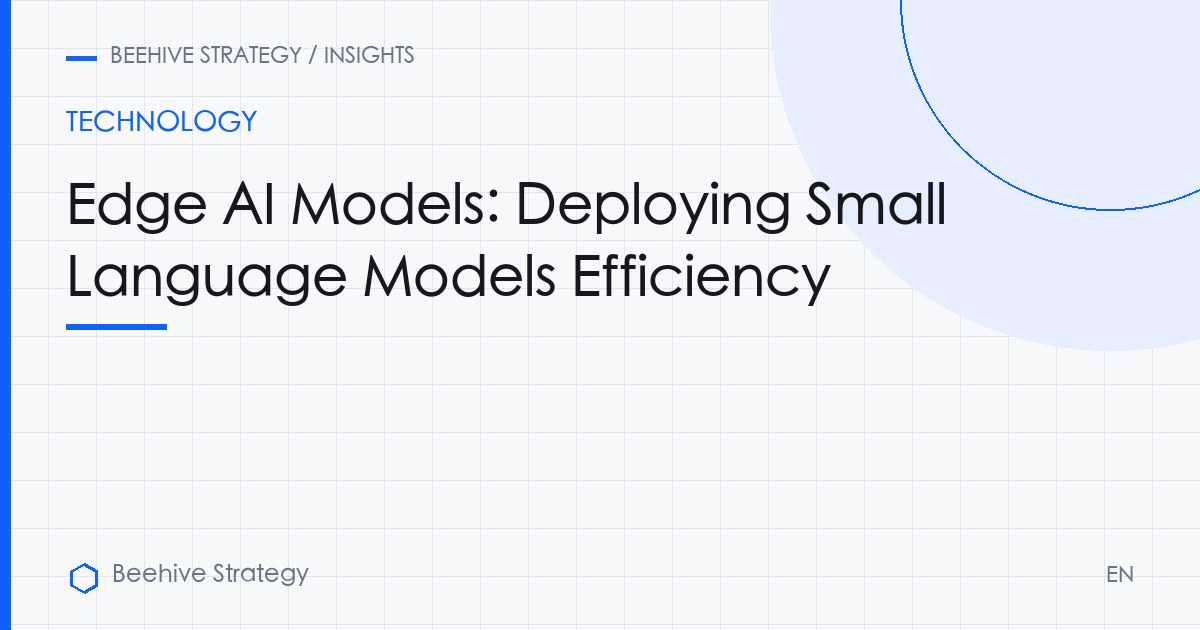 BEEHIVE STRATEGY / INSIGHTS
TECHNOLOGY
Edge AI Models: Deploying Small
Language Models Efficiency
Beehive Strategy
EN